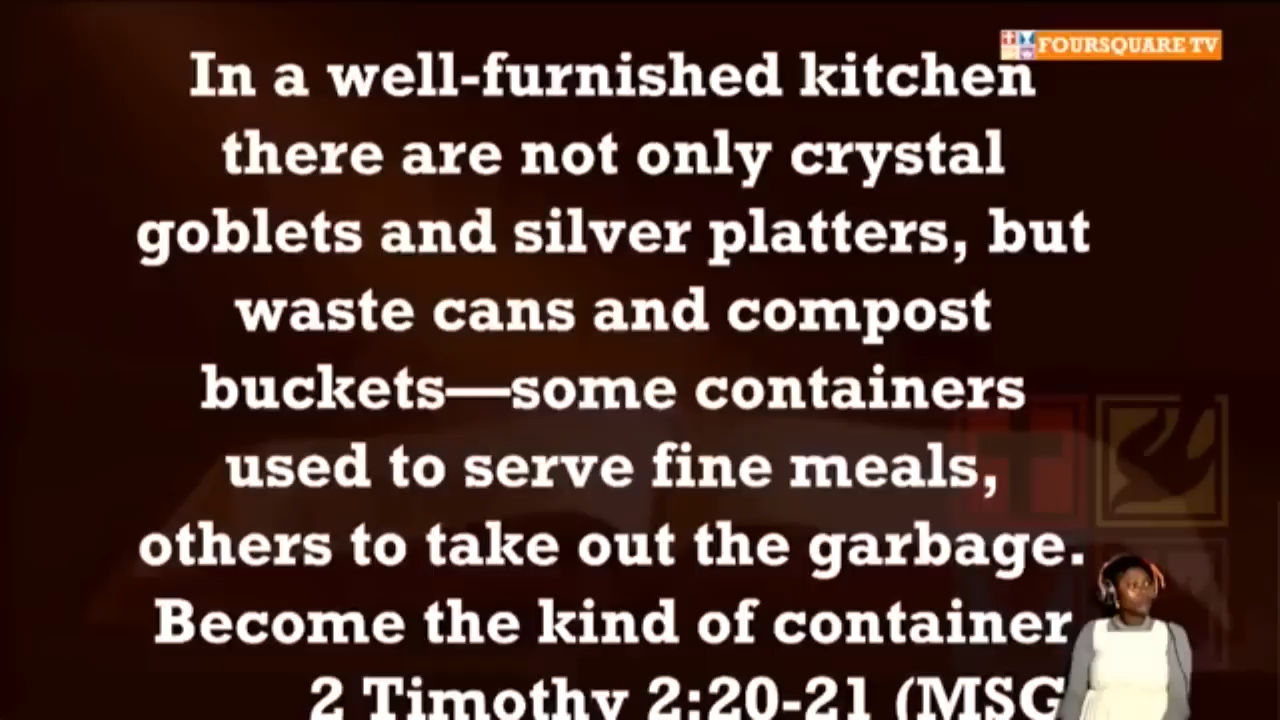 FOURSQUARE TV
In a well-furnished kitchen
there are not only crystal
goblets and silver platters, but
waste cans and compost
buckets—some containers
used to serve fine meals,
others to take out the garbage.
Become the kind of container
2 Timothy 2:20-21 (MSG